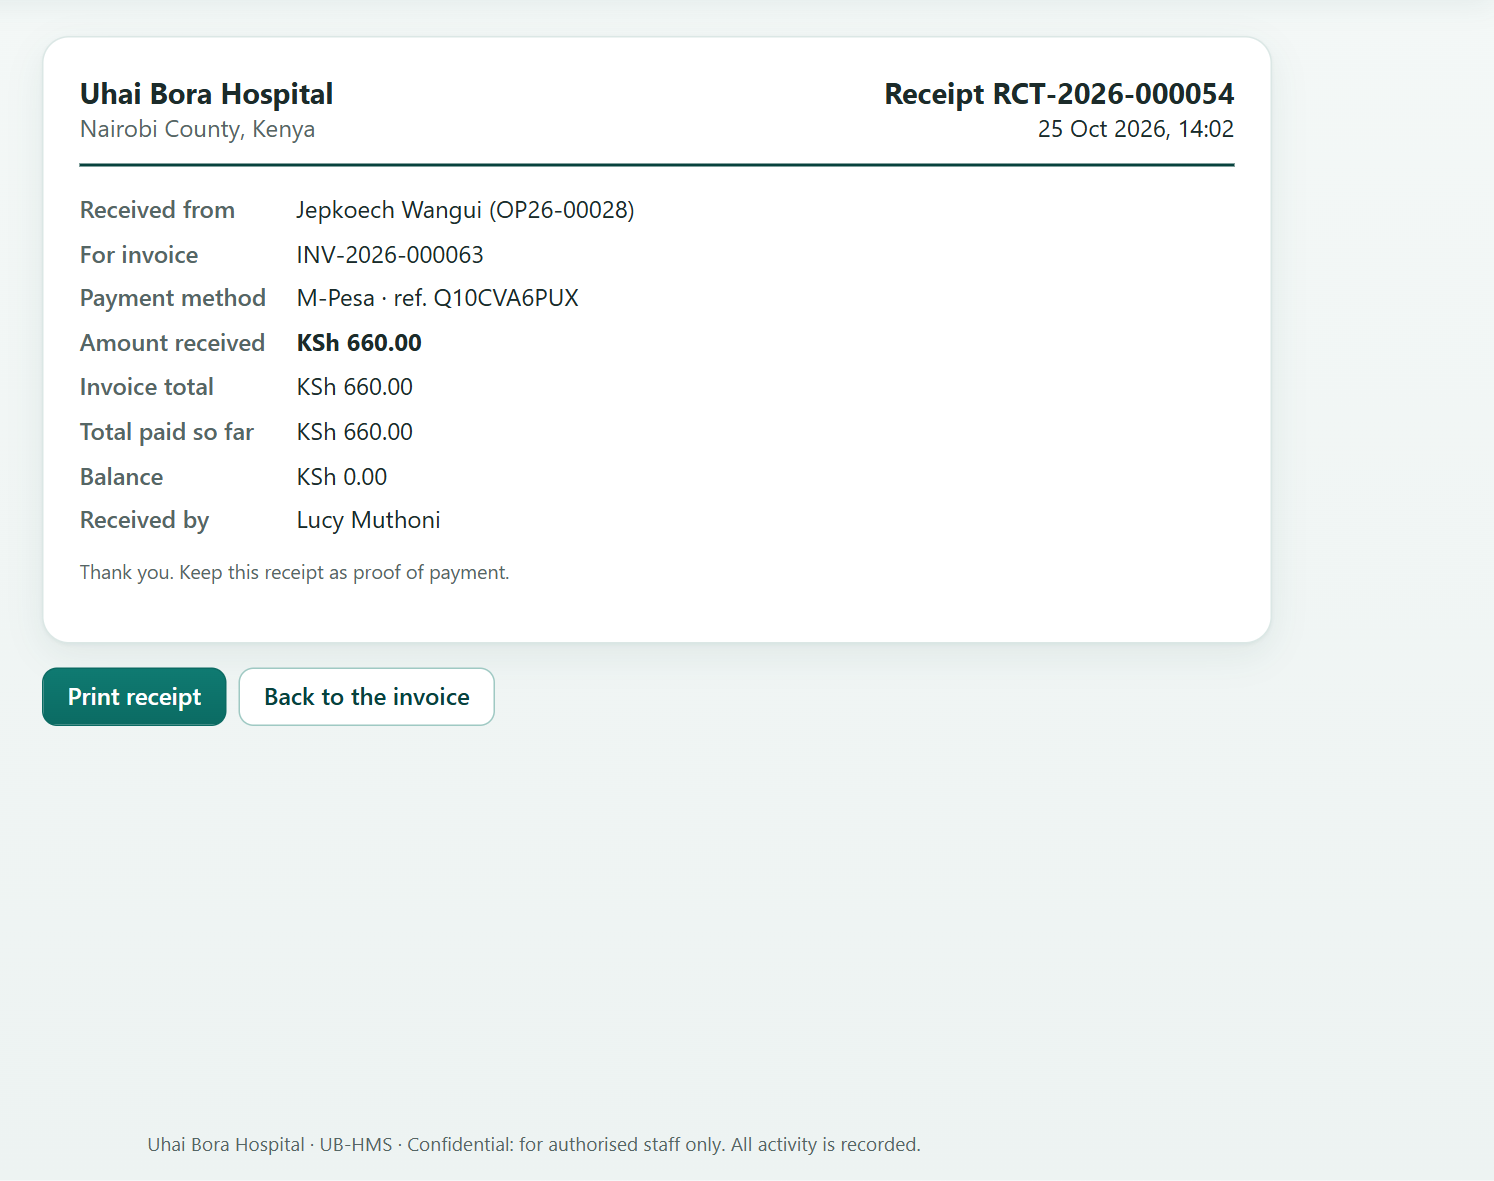 Uhai Bora Hospital
Nairobi County, Kenya
Receipt RCT-2026-000054
25 Oct 2026, 14:02
Received from Jepkoech Wangui (OP26-00028)
For invoice INV-2026-000063
Payment method M-Pesa · ref. Q10CVA6PUX
Amount received KSh 660.00
Invoice total KSh 660.00
Total paid so far KSh 660.00
Balance KSh 0.00
Received by Lucy Muthoni
Thank you. Keep this receipt as proof of payment.
Print receipt
Back to the invoice
Uhai Bora Hospital · UB-HMS · Confidential: for authorised staff only. All activity is recorded.